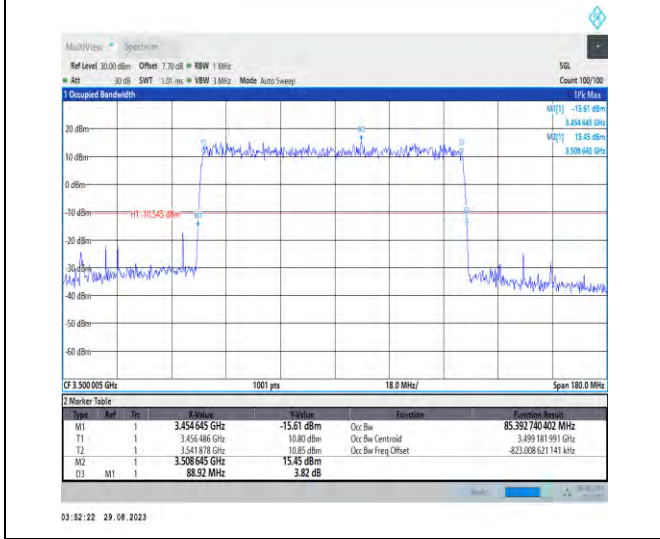 MultiView Spectrum
Ref Level 30.00 dBm Offset 7.70 dB RBW 1 MHz SGL
Att 30 dB SWT 1.01 ms VBW 3 MHz Mode Auto Sweep Count 100/100
1 Occupied Bandwidth 1Pk Max
M1[1] -15.61 dBm
3.454 645 GHz
M2[1] 15.45 dBm
3.508 645 GHz
20 dBm
10 dBm
0 dBm
-10 dBm
H1 -10.545 dBm
-20 dBm
-30 dBm
-40 dBm
-50 dBm
-60 dBm
M2
M1
CF 3.500 005 GHz 1001 pts 18.0 MHz/ Span 180.0 MHz
2 Marker Table
Type Ref Trc X-Value Y-Value Function Function Result
M1 1 3.454 645 GHz -15.61 dBm Occ Bw 85.392 740 402 MHz
T1 1 3.456 486 GHz 10.80 dBm Occ Bw Centroid 3.499 181 991 GHz
T2 1 3.541 878 GHz 10.85 dBm Occ Bw Freq Offset -823.008 621 141 kHz
M2 1 3.508 645 GHz 15.45 dBm
D3 M1 1 88.92 MHz 3.82 dB
03:52:22 29.08.2023